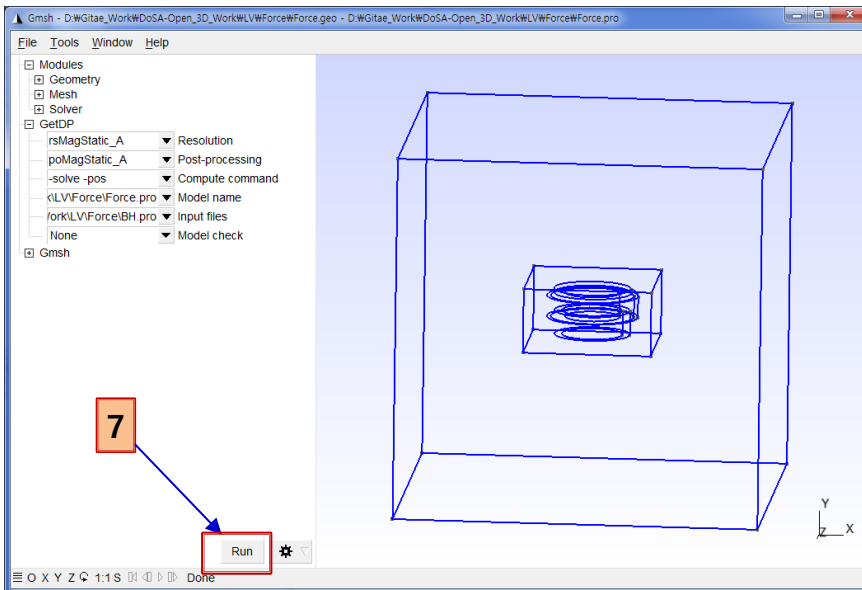 Gmsh - D:₩Gitae_Work₩DoSA-Open_3D_Work₩LV₩Force₩Force.geo - D:₩Gitae_Work₩DoSA-Open_3D_Work₩LV₩Force₩Force.pro
File Tools Window Help
Modules
Geometry
Mesh
Solver
GetDP
rsMagStatic_A Resolution
poMagStatic_A Post-processing
-solve -pos Compute command
\LV\Force\Force.pro Model name
/ork\LV\Force\BH.pro Input files
None Model check
Gmsh
7
Run
Y
Z X
O X Y Z 1:1 S Done